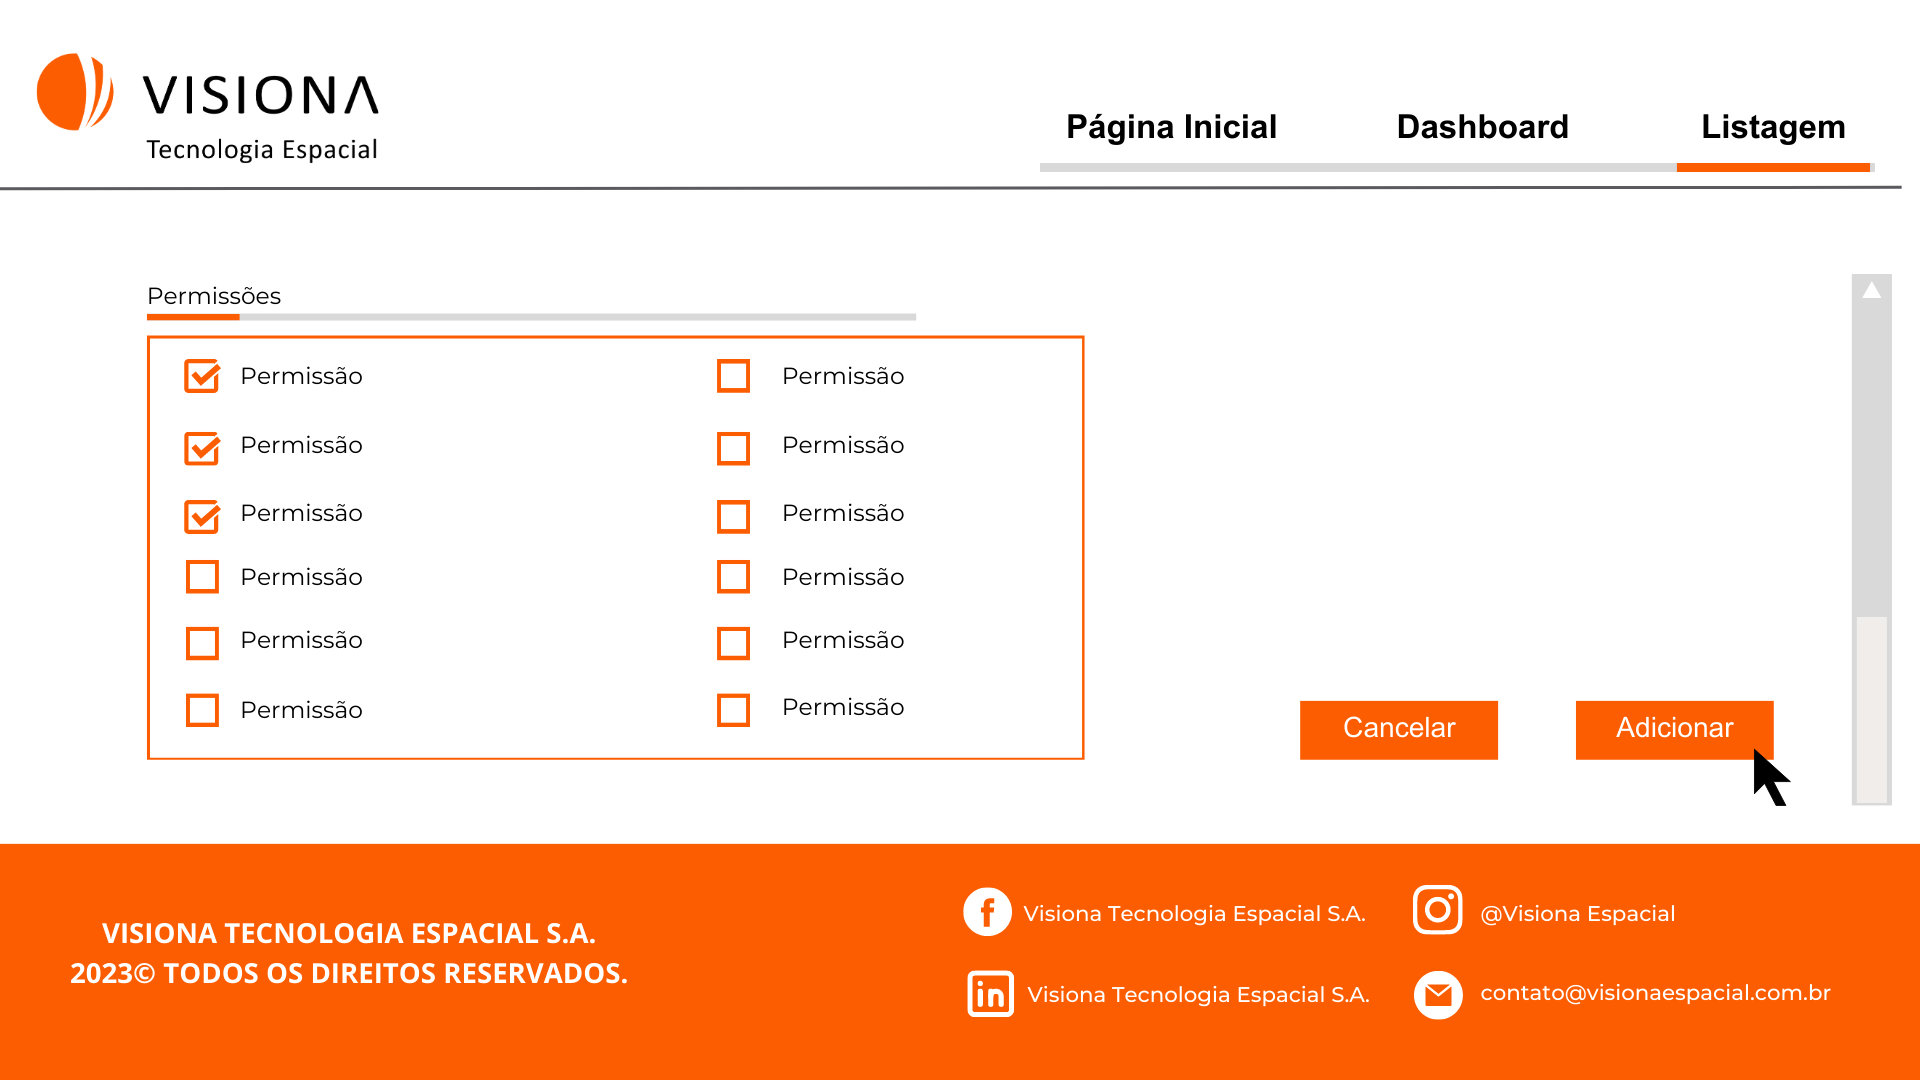 VISIONA
Tecnologia Espacial
Página Inicial
Dashboard
Listagem
Permissões
Permissão
Permissão
Permissão
Permissão
Permissão
Permissão
Permissão
Permissão
Permissão
Permissão
Permissão
Permissão
Cancelar
Adicionar
VISIONA TECNOLOGIA ESPACIAL S.A.
2023© TODOS OS DIREITOS RESERVADOS.
Visiona Tecnologia Espacial S.A.
@Visiona Espacial
Visiona Tecnologia Espacial S.A.
contato@visionaespacial.com.br